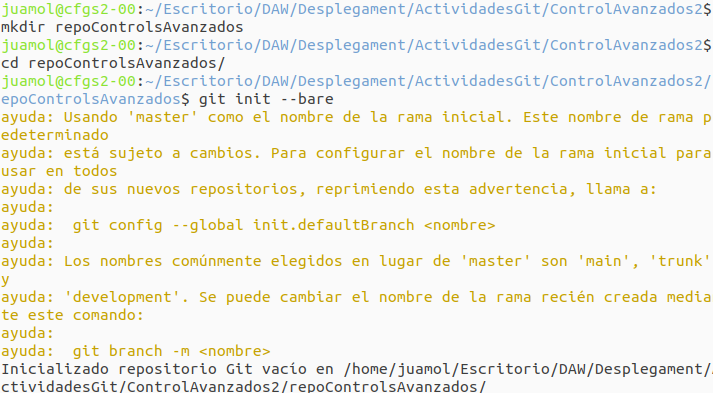 juamol@cfgs2-00:~/Escritorio/DAW/Desplegament/ActividadesGit/ControlAvanzados2$
mkdir repoControlsAvanzados
juamol@cfgs2-00:~/Escritorio/DAW/Desplegament/ActividadesGit/ControlAvanzados2$
cd repoControlsAvanzados/
juamol@cfgs2-00:~/Escritorio/DAW/Desplegament/ActividadesGit/ControlAvanzados2/
epoControlsAvanzados$ git init --bare
ayuda: Usando 'master' como el nombre de la rama inicial. Este nombre de rama p
edeterminado
ayuda: está sujeto a cambios. Para configurar el nombre de la rama inicial para
usar en todos
ayuda: de sus nuevos repositorios, reprimiendo esta advertencia, llama a:
ayuda:
ayuda:  git config --global init.defaultBranch <nombre>
ayuda:
ayuda: Los nombres comúnmente elegidos en lugar de 'master' son 'main', 'trunk'
y
ayuda: 'development'. Se puede cambiar el nombre de la rama recién creada media
te este comando:
ayuda:
ayuda:  git branch -m <nombre>
Inicializado repositorio Git vacío en /home/juamol/Escritorio/DAW/Desplegament/
ctividadesGit/ControlAvanzados2/repoControlsAvanzados/